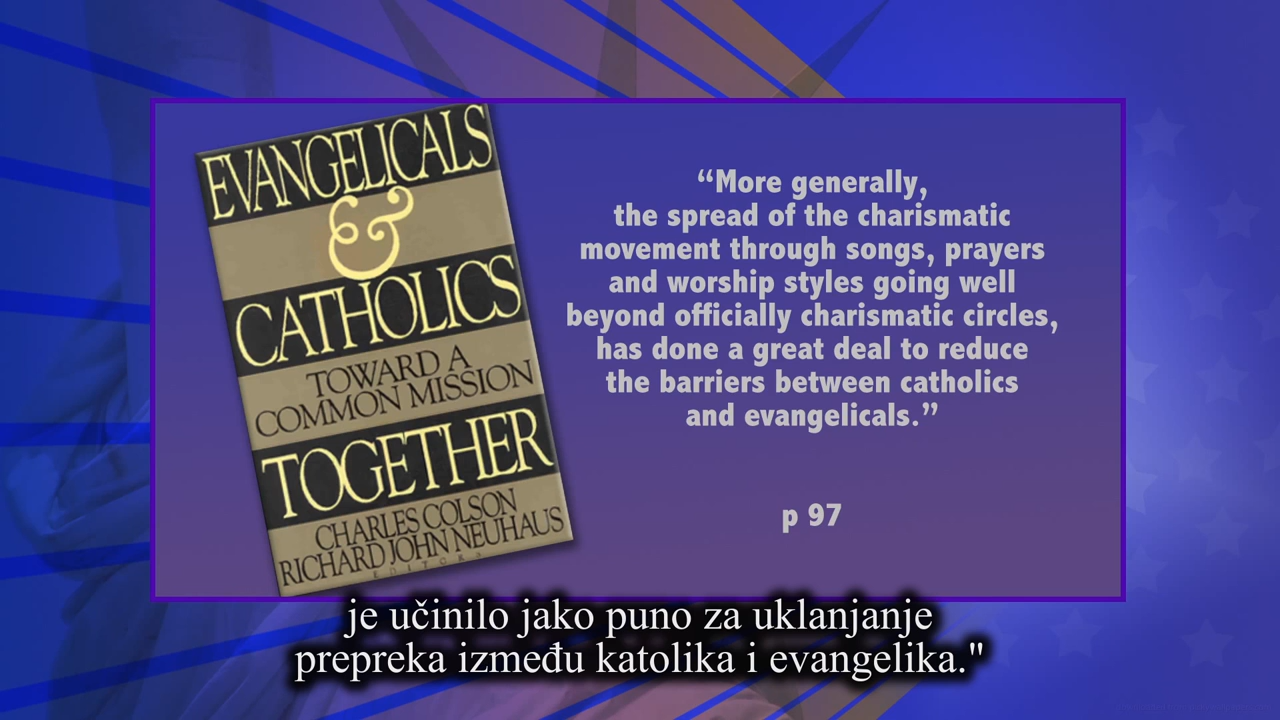 EVANGELICALS
&
CATHOLICS
TOWARD A
COMMON MISSION
TOGETHER
CHARLES COLSON
RICHARD JOHN NEUHAUS
EDITORS
“More generally,
the spread of the charismatic
movement through songs, prayers
and worship styles going well
beyond officially charismatic circles,
has done a great deal to reduce
the barriers between catholics
and evangelicals.”
p 97
je učinilo jako puno za uklanjanje
prepreka između katolika i evangelika."